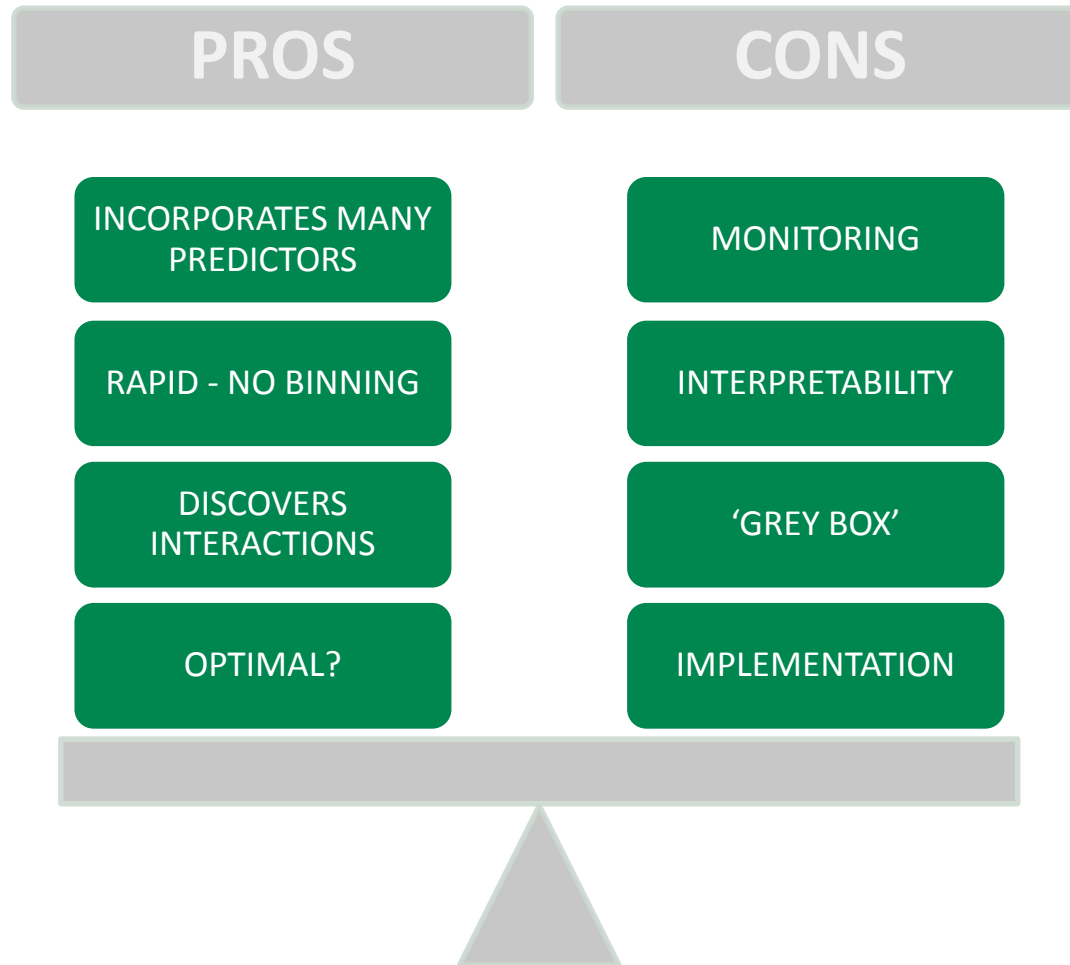 PROS
CONS
INCORPORATES MANY
PREDICTORS
RAPID - NO BINNING
DISCOVERS
INTERACTIONS
OPTIMAL?
MONITORING
INTERPRETABILITY
‘GREY BOX’
IMPLEMENTATION